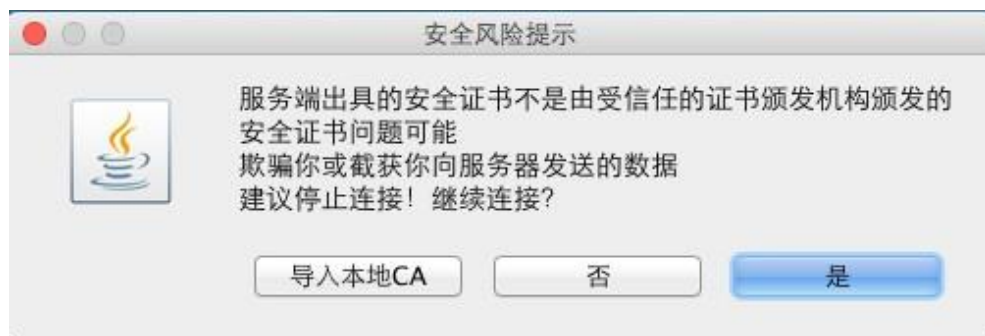 安全风险提示
服务端出具的安全证书不是由受信任的证书颁发机构颁发的
安全证书问题可能
欺骗你或截获你向服务器发送的数据
建议停止连接！继续连接?
导入本地CA
否
是